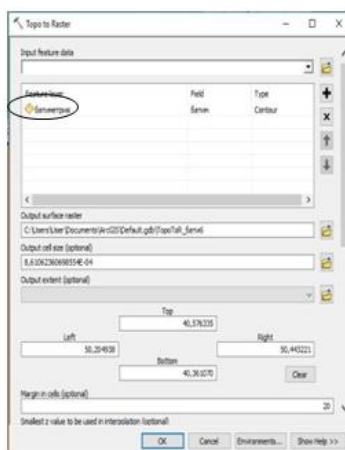 Topo to Raster
Input feature data
Feature layer Field Type
Батиметрия Contour
Output surface raster
C:\Users\User\Documents\ArcGIS\Default.gdb\TopoToR_
Output cell size (optional)
8,61062360698554E-04
Output extent (optional)
Top
40,576335
Left Right
50,204938 50,443221
Bottom
40,361070
Clear
Margin in cells (optional)
20
Smallest z value to be used in interpolation (optional)
OK Cancel Environments... Show Help >>